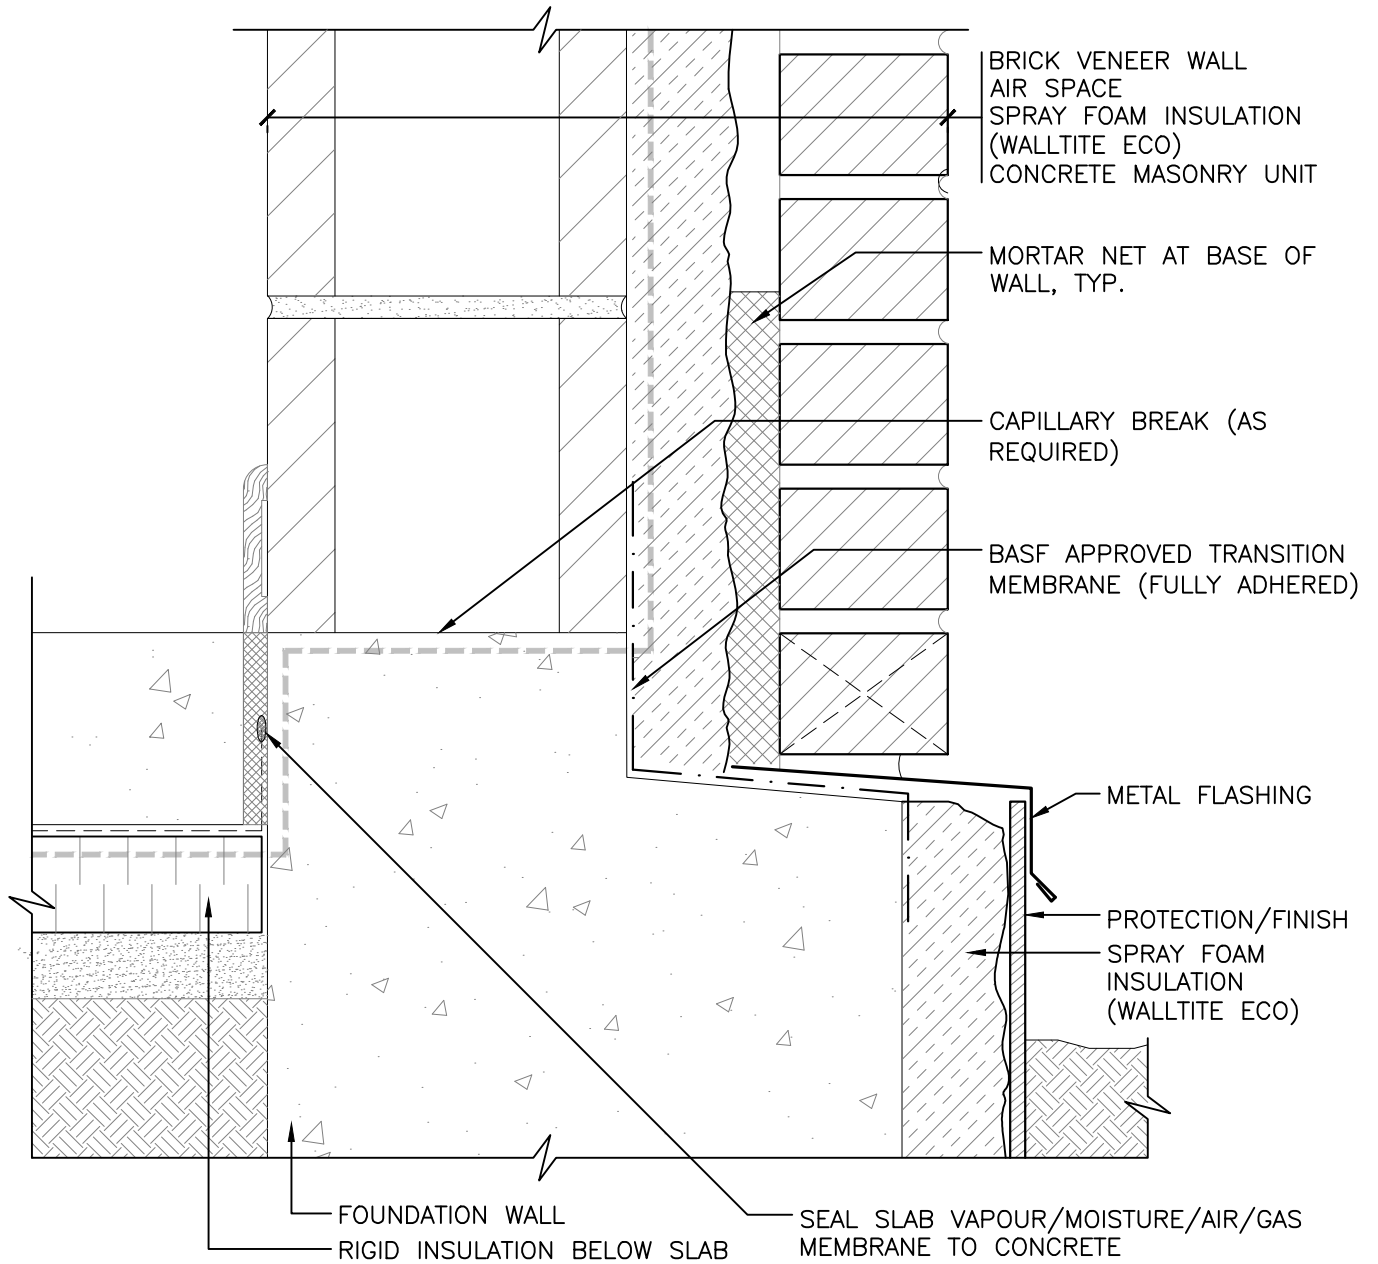 BRICK VENEER WALL
AIR SPACE
SPRAY FOAM INSULATION
(WALLTITE ECO)
CONCRETE MASONRY UNIT
MORTAR NET AT BASE OF
WALL, TYP.
CAPILLARY BREAK (AS
REQUIRED)
BASF APPROVED TRANSITION
MEMBRANE (FULLY ADHERED)
METAL FLASHING
PROTECTION/FINISH
SPRAY FOAM
INSULATION
(WALLTITE ECO)
FOUNDATION WALL
RIGID INSULATION BELOW SLAB
SEAL SLAB VAPOUR/MOISTURE/AIR/GAS
MEMBRANE TO CONCRETE